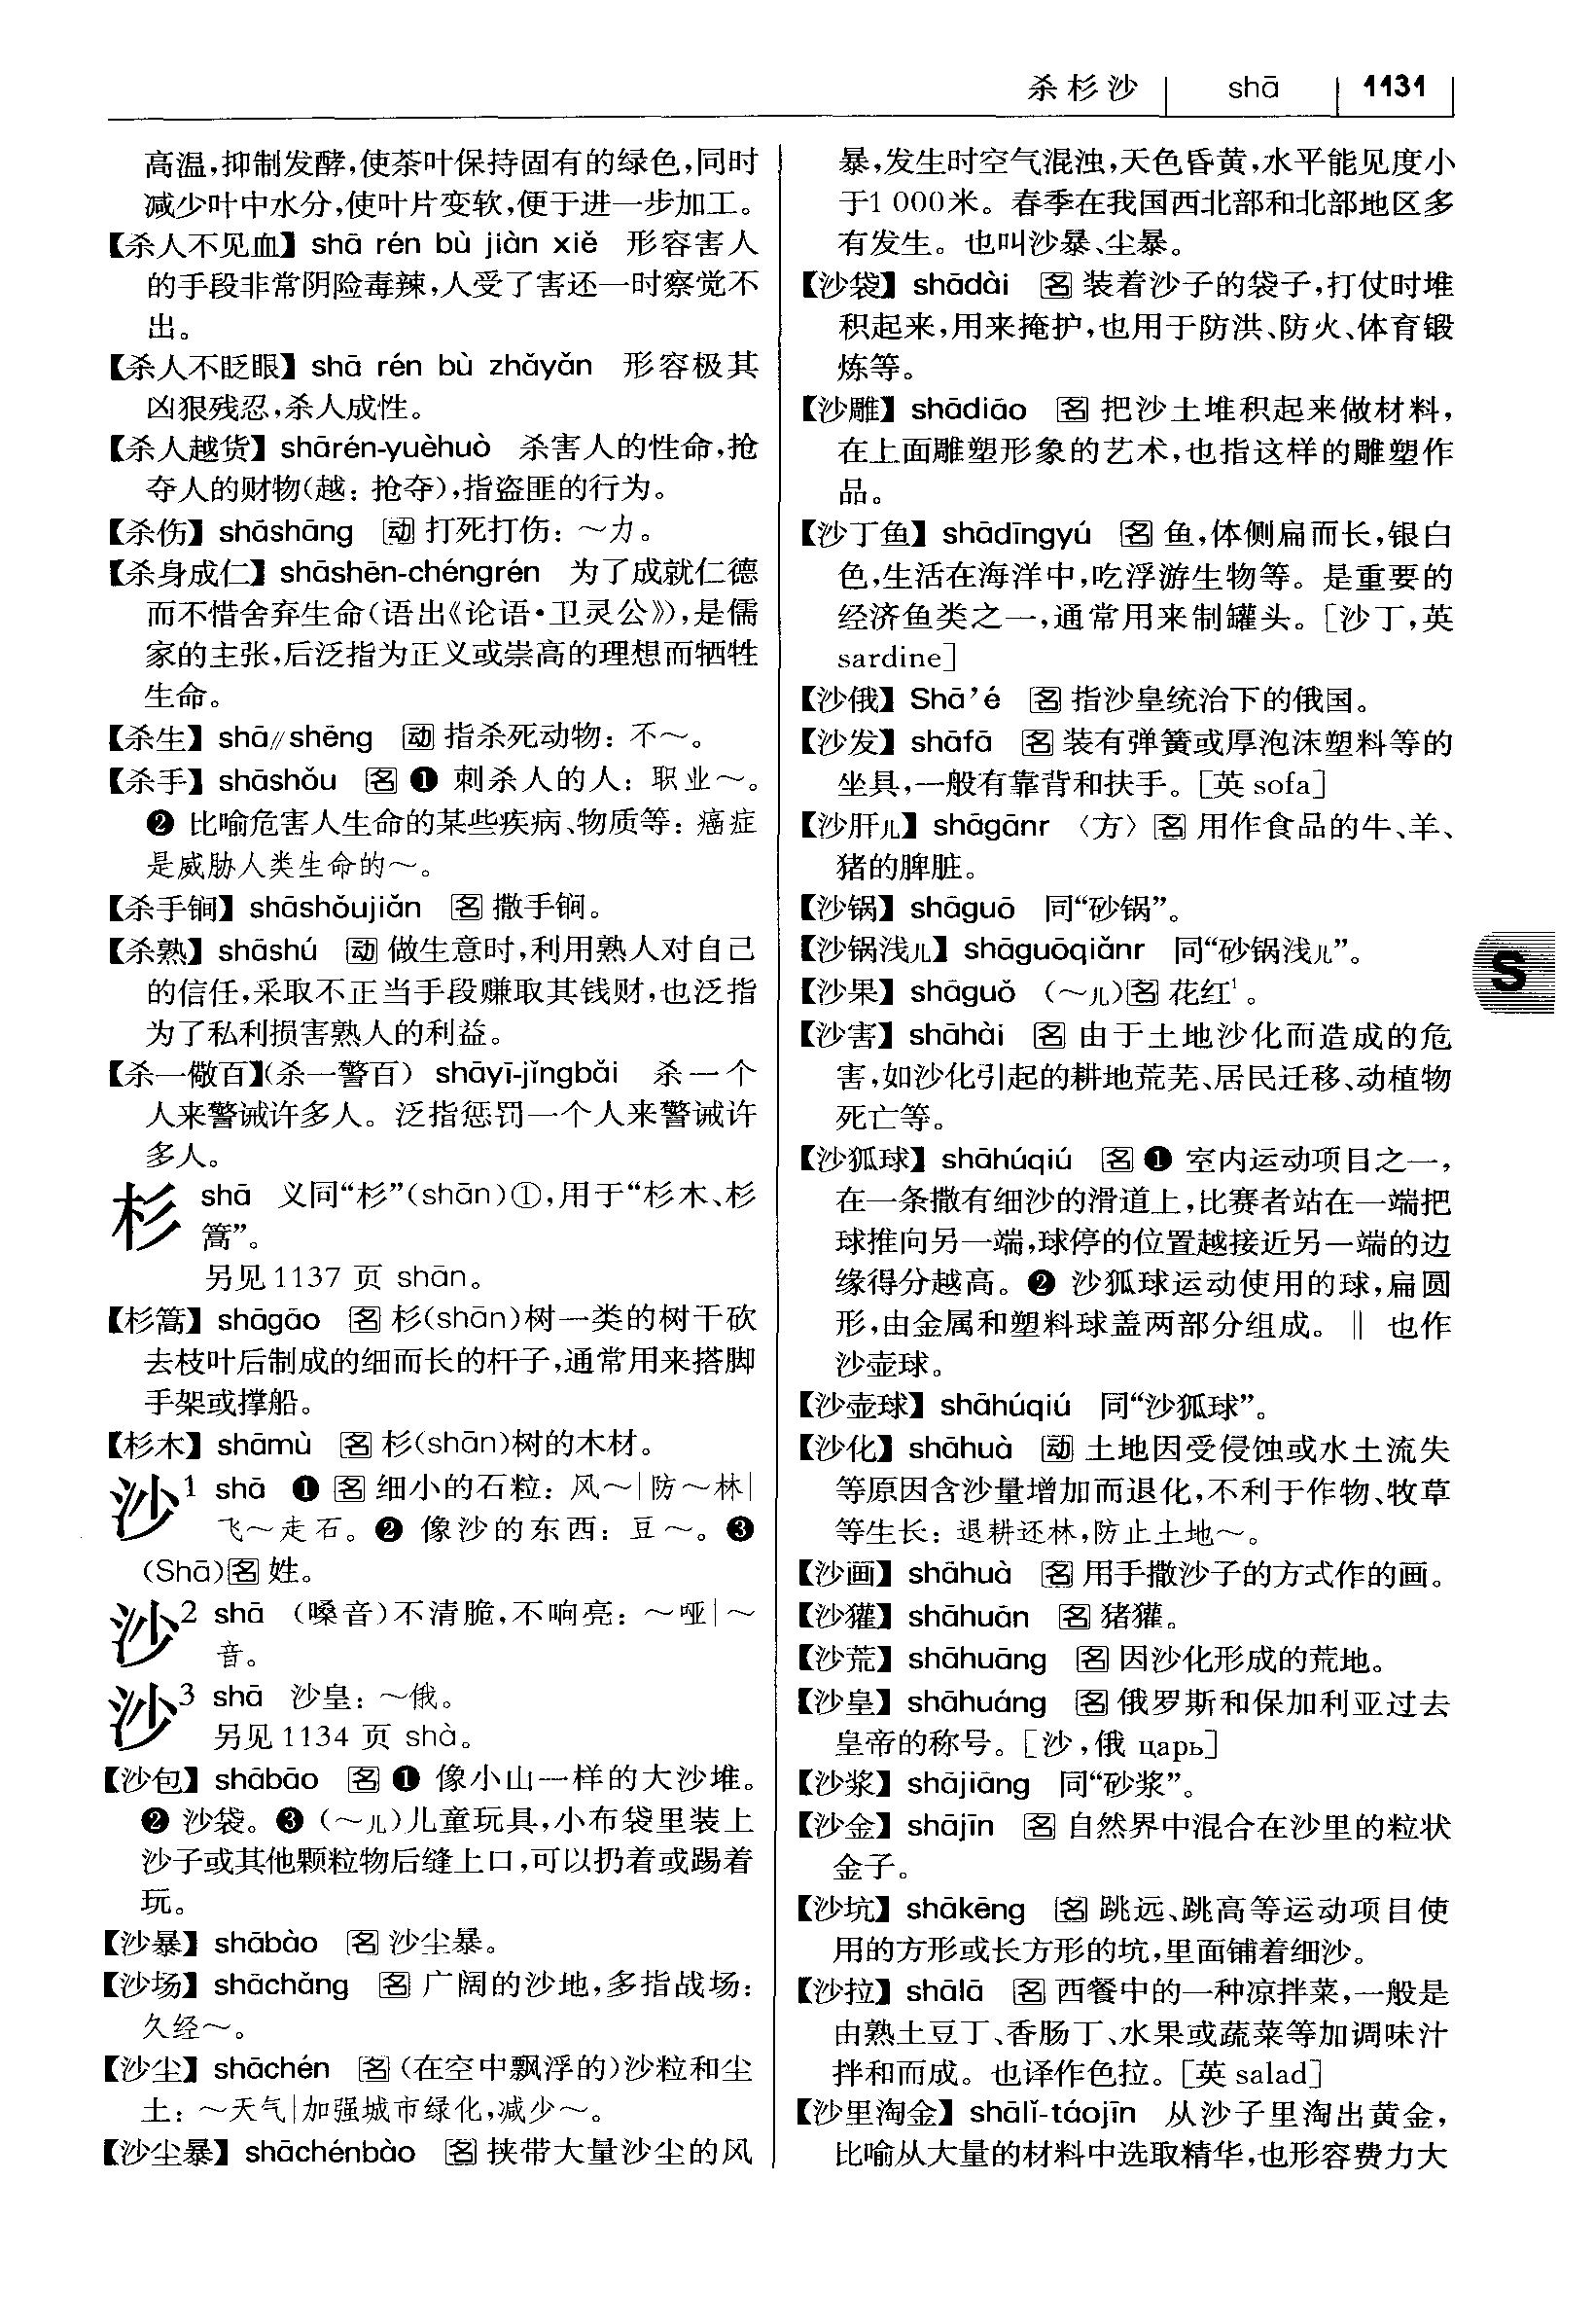 杀杉沙 shā 1131
高温,抑制发酵,使茶叶保持固有的绿色,同时
减少叶中水分,使叶片变软,便于进一步加工。
【杀人不见血】shā rén bù jiàn xiě 形容害人
的手段非常阴险毒辣,人受了害还一时察觉不
出。
【杀人不眨眼】shā rén bù zhǎyǎn 形容极其
凶狠残忍,杀人成性。
【杀人越货】shārén-yuèhuò 杀害人的性命,抢
夺人的财物(越:抢夺),指盗匪的行为。
【杀伤】shāshāng 动 打死打伤:~力。
【杀身成仁】shāshēn-chéngrén 为了成就仁德
而不惜舍弃生命(语出《论语·卫灵公》),是儒
家的主张,后泛指为正义或崇高的理想而牺牲
生命。
【杀生】shā//shēng 动 指杀死动物:不~。
【杀手】shāshǒu 名 ❶ 刺杀人的人:职业~。
❷ 比喻危害人生命的某些疾病、物质等:癌症
是威胁人类生命的~。
【杀手锏】shāshǒujiǎn 名 撒手锏。
【杀熟】shāshú 动 做生意时,利用熟人对自己
的信任,采取不正当手段赚取其钱财,也泛指
为了私利损害熟人的利益。
【杀一儆百】(杀一警百) shāyī-jǐngbǎi 杀一个
人来警诫许多人。泛指惩罚一个人来警诫许
多人。
杉 shā 义同“杉”(shān)①,用于“杉木、杉
篙”。
另见1137 页 shān。
【杉篙】shāgāo 名 杉(shān)树一类的树干砍
去枝叶后制成的细而长的杆子,通常用来搭脚
手架或撑船。
【杉木】shāmù 名 杉(shān)树的木材。
沙1 shā ❶ 名 细小的石粒:风~|防~林|
飞~走石。❷ 像沙的东西:豆~。❸
(Shā)名 姓。
沙2 shā (嗓音)不清脆,不响亮:~哑|~
音。
沙3 shā 沙皇:~俄。
另见1134 页 shà。
【沙包】shābāo 名 ❶ 像小山一样的大沙堆。
❷ 沙袋。❸ (~儿)儿童玩具,小布袋里装上
沙子或其他颗粒物后缝上口,可以扔着或踢着
玩。
【沙暴】shābào 名 沙尘暴。
【沙场】shāchǎng 名 广阔的沙地,多指战场:
久经~。
【沙尘】shāchén 名 (在空中飘浮的)沙粒和尘
土:~天气|加强城市绿化,减少~。
【沙尘暴】shāchénbào 名 挟带大量沙尘的风
暴,发生时空气混浊,天色昏黄,水平能见度小
于1 000米。春季在我国西北部和北部地区多
有发生。也叫沙暴、尘暴。
【沙袋】shādài 名 装着沙子的袋子,打仗时堆
积起来,用来掩护,也用于防洪、防火、体育锻
炼等。
【沙雕】shādiāo 名 把沙土堆积起来做材料,
在上面雕塑形象的艺术,也指这样的雕塑作
品。
【沙丁鱼】shādīngyú 名 鱼,体侧扁而长,银白
色,生活在海洋中,吃浮游生物等。是重要的
经济鱼类之一,通常用来制罐头。[沙丁,英
sardine]
【沙俄】Shā’é 名 指沙皇统治下的俄国。
【沙发】shāfā 名 装有弹簧或厚泡沫塑料等的
坐具,一般有靠背和扶手。[英 sofa]
【沙肝儿】shāgānr 〈方〉名 用作食品的牛、羊、
猪的脾脏。
【沙锅】shāguō 同“砂锅”。
【沙锅浅儿】shāguōqiǎnr 同“砂锅浅儿”。
【沙果】shāguǒ (~儿)名 花红1。
【沙害】shāhài 名 由于土地沙化而造成的危
害,如沙化引起的耕地荒芜、居民迁移、动植物
死亡等。
【沙狐球】shāhúqiú 名 ❶ 室内运动项目之一,
在一条撒有细沙的滑道上,比赛者站在一端把
球推向另一端,球停的位置越接近另一端的边
缘得分越高。❷ 沙狐球运动使用的球,扁圆
形,由金属和塑料球盖两部分组成。‖ 也作
沙壶球。
【沙壶球】shāhúqiú 同“沙狐球”。
【沙化】shāhuà 动 土地因受侵蚀或水土流失
等原因含沙量增加而退化,不利于作物、牧草
等生长:退耕还林,防止土地~。
【沙画】shāhuà 名 用手撒沙子的方式作的画。
【沙獾】shāhuān 名 猪獾。
【沙荒】shāhuāng 名 因沙化形成的荒地。
【沙皇】shāhuáng 名 俄罗斯和保加利亚过去
皇帝的称号。[沙,俄 царь]
【沙浆】shājiāng 同“砂浆”。
【沙金】shājīn 名 自然界中混合在沙里的粒状
金子。
【沙坑】shākēng 名 跳远、跳高等运动项目使
用的方形或长方形的坑,里面铺着细沙。
【沙拉】shālā 名 西餐中的一种凉拌菜,一般是
由熟土豆丁、香肠丁、水果或蔬菜等加调味汁
拌和而成。也译作色拉。[英 salad]
【沙里淘金】shālǐ-táojīn 从沙子里淘出黄金,
比喻从大量的材料中选取精华,也形容费力大
S